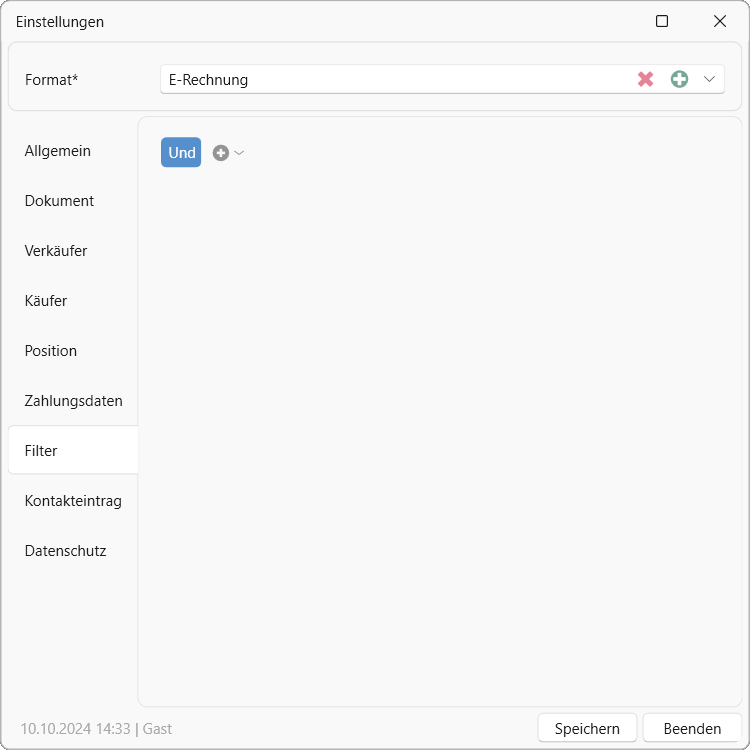 Einstellungen
Format* E-Rechnung
Allgemein
Und
Dokument
Verkäufer
Käufer
Position
Zahlungsdaten
Filter
Kontakteintrag
Datenschutz
10.10.2024 14:33 | Gast
Speichern
Beenden